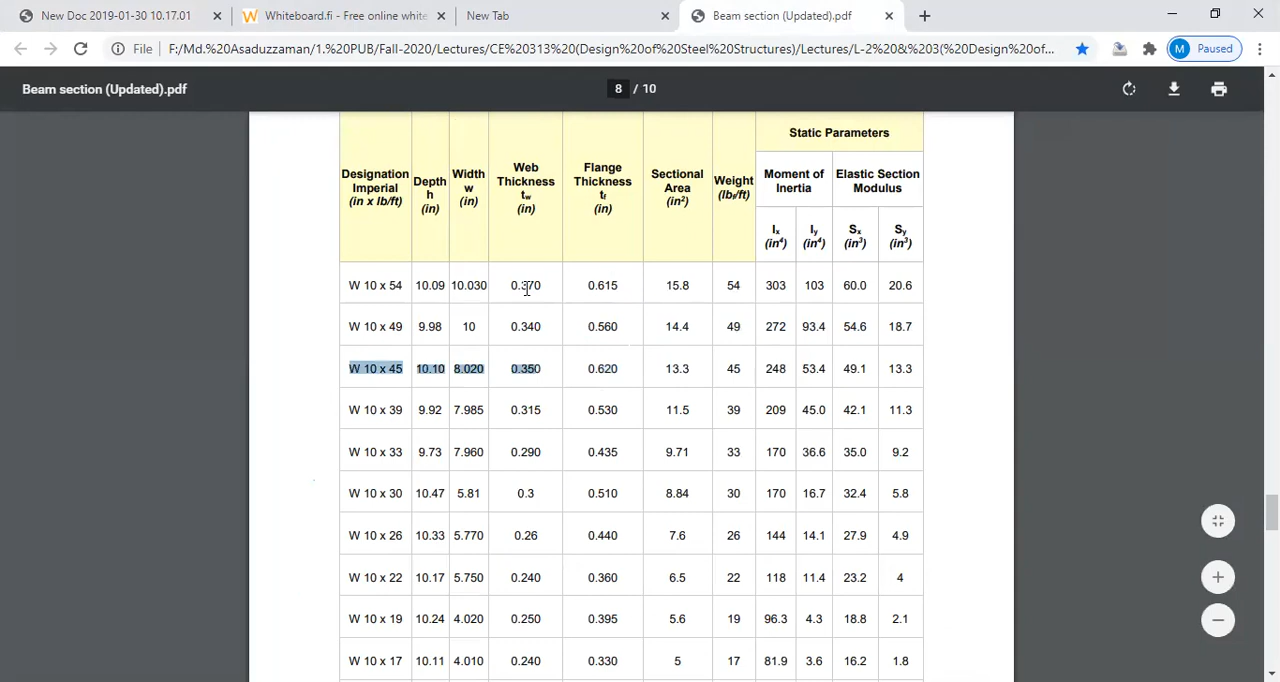 New Doc 2019-01-30 10.17.01
Whiteboard.fi - Free online white
New Tab
Beam section (Updated).pdf
File
F:/Md.%20Asaduzzaman/1.%20PUB/Fall-2020/Lectures/CE%20313%20(Design%20of%20Steel%20Structures)/Lectures/L-2%20&%203(%20Design%20of...
M Paused
Beam section (Updated).pdf
8 / 10
Designation Imperial (in x lb/ft) Depth h (in) Width w (in) Web Thickness tw (in) Flange Thickness tf (in) Sectional Area (in²) Weight (lbf/ft) Static Parameters
Moment of Inertia Elastic Section Modulus
Ix (in⁴) Iy (in⁴) Sx (in³) Sy (in³)
W 10 x 54 10.09 10.030 0.370 0.615 15.8 54 303 103 60.0 20.6
W 10 x 49 9.98 10 0.340 0.560 14.4 49 272 93.4 54.6 18.7
W 10 x 45 10.10 8.020 0.350 0.620 13.3 45 248 53.4 49.1 13.3
W 10 x 39 9.92 7.985 0.315 0.530 11.5 39 209 45.0 42.1 11.3
W 10 x 33 9.73 7.960 0.290 0.435 9.71 33 170 36.6 35.0 9.2
W 10 x 30 10.47 5.81 0.3 0.510 8.84 30 170 16.7 32.4 5.8
W 10 x 26 10.33 5.770 0.26 0.440 7.6 26 144 14.1 27.9 4.9
W 10 x 22 10.17 5.750 0.240 0.360 6.5 22 118 11.4 23.2 4
W 10 x 19 10.24 4.020 0.250 0.395 5.6 19 96.3 4.3 18.8 2.1
W 10 x 17 10.11 4.010 0.240 0.330 5 17 81.9 3.6 16.2 1.8